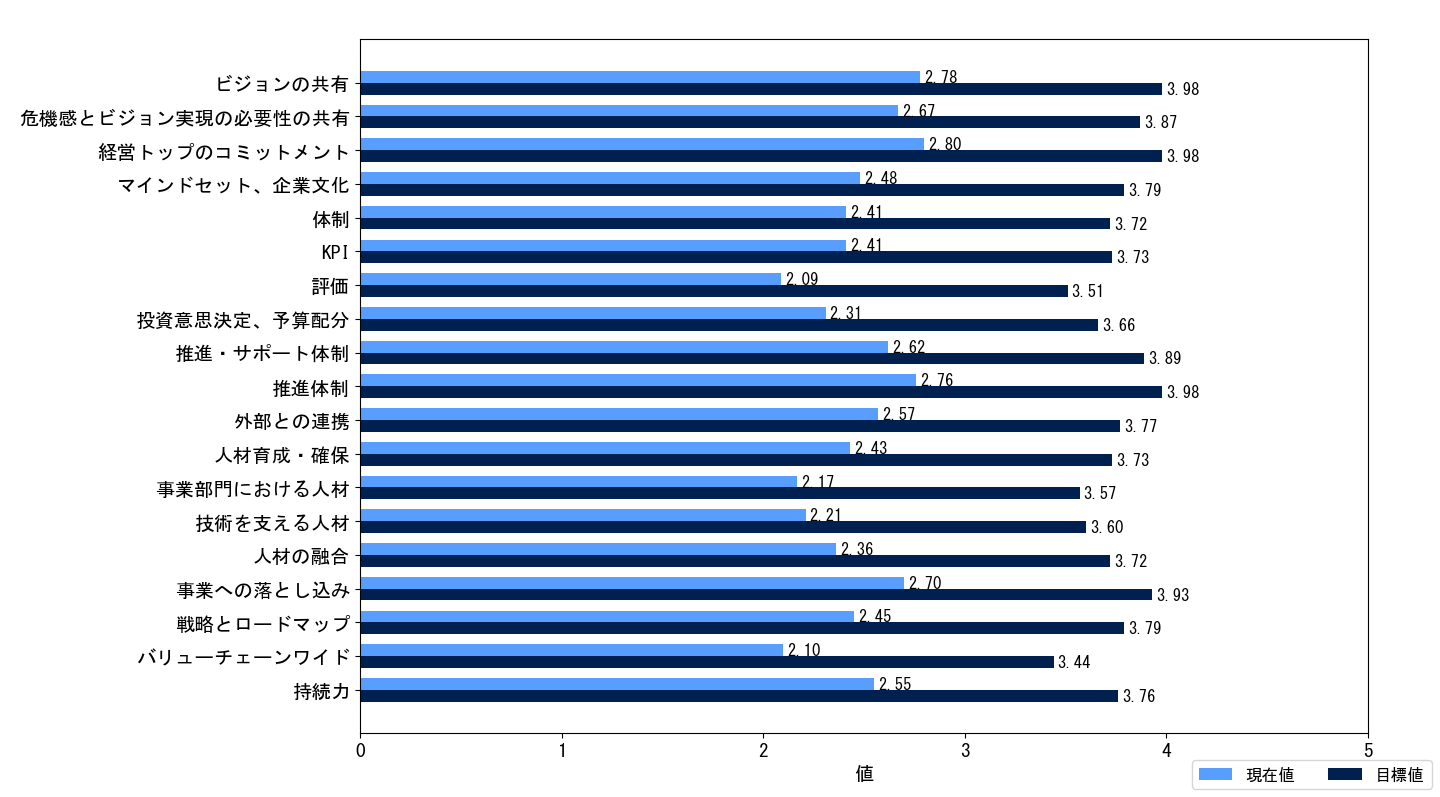 ビジョンの共有 2.78 3.98
危機感とビジョン実現の必要性の共有 2.67 3.87
経営トップのコミットメント 2.80 3.98
マインドセット、企業文化 2.48 3.79
体制 2.41 3.72
KPI 2.41 3.73
評価 2.09 3.51
投資意思決定、予算配分 2.31 3.66
推進・サポート体制 2.62 3.89
推進体制 2.76 3.98
外部との連携 2.57 3.77
人材育成・確保 2.43 3.73
事業部門における人材 2.17 3.57
技術を支える人材 2.21 3.60
人材の融合 2.36 3.72
事業への落とし込み 2.70 3.93
戦略とロードマップ 2.45 3.79
バリューチェーンワイド 2.10 3.44
持続力 2.55 3.76
0 1 2 3 4 5
値
現在値 目標値